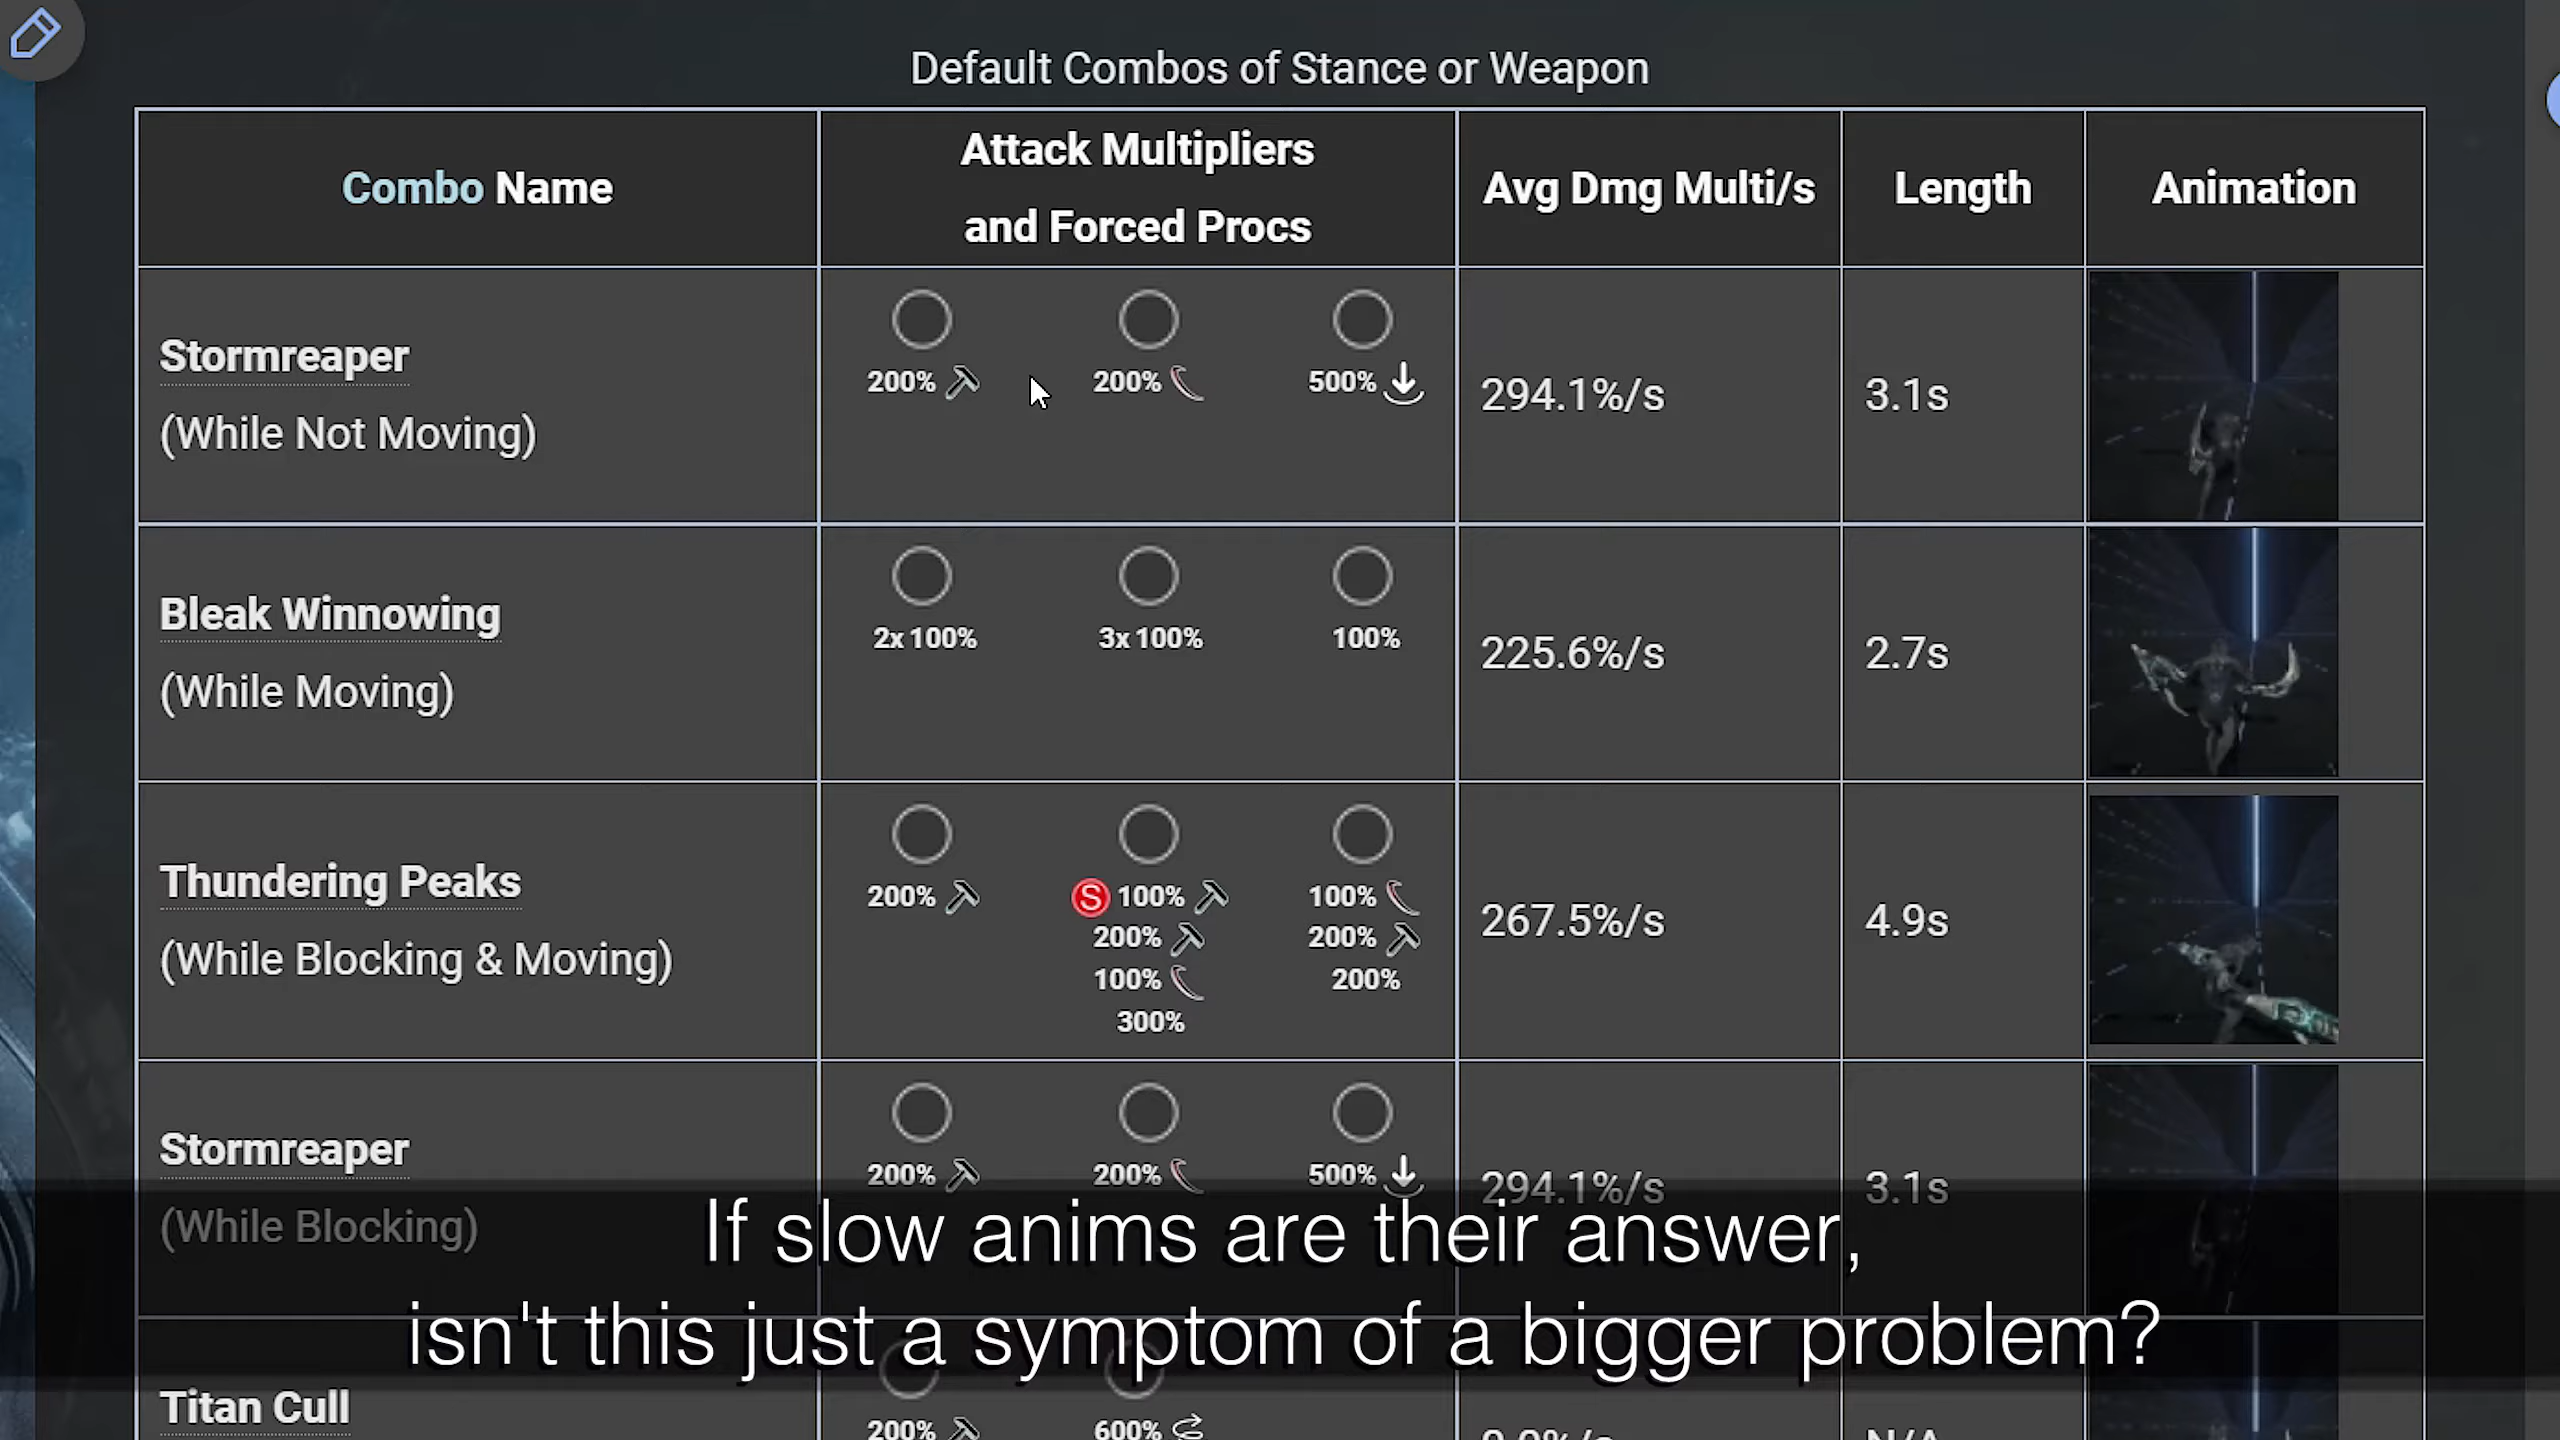 Default Combos of Stance or Weapon
Combo Name
Attack Multipliers
and Forced Procs
Avg Dmg Multi/s
Length
Animation
Stormreaper
(While Not Moving)
200%
200%
500%
294.1%/s
3.1s
Bleak Winnowing
(While Moving)
2x 100%
3x 100%
100%
225.6%/s
2.7s
Thundering Peaks
(While Blocking & Moving)
200%
S 100%
200%
100%
300%
100%
200%
200%
267.5%/s
4.9s
Stormreaper
(While Blocking)
200%
200%
500%
294.1%/s
3.1s
If slow anims are their answer,
isn't this just a symptom of a bigger problem?
Titan Cull
200%
600%